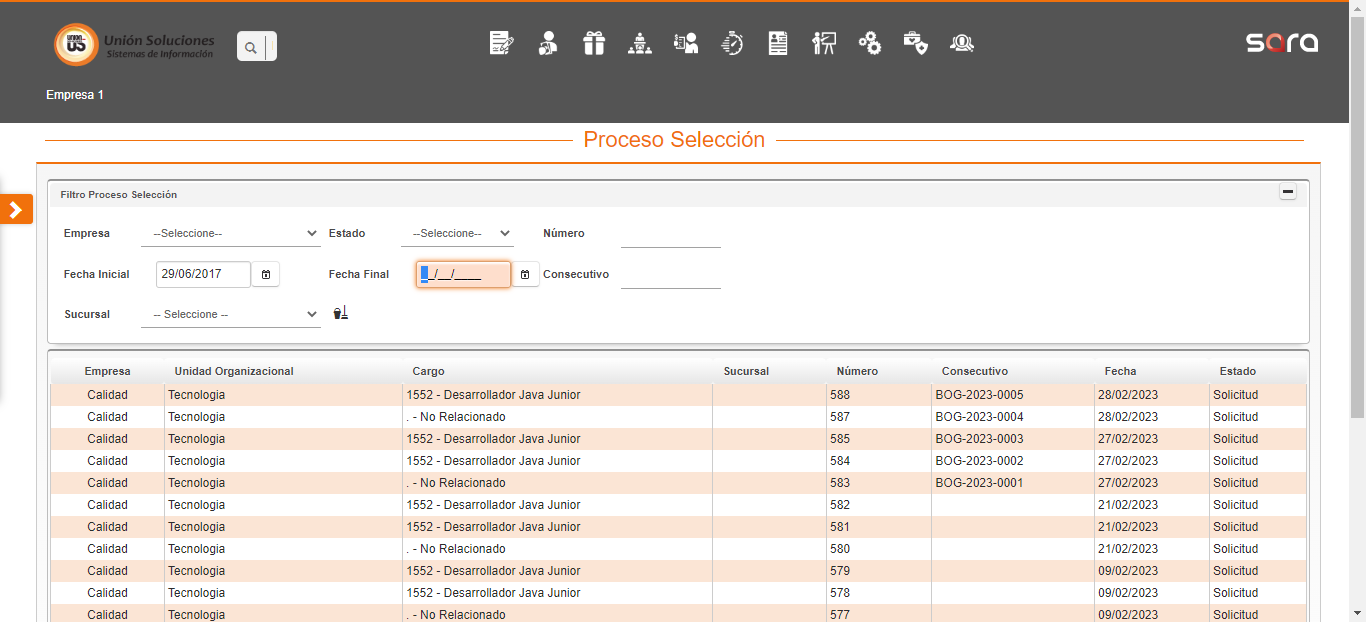 UNION
US
Unión Soluciones
Sistemas de Información
sara
Empresa 1
Proceso Selección
Filtro Proceso Selección
Empresa --Seleccione-- Estado --Seleccione-- Número
Fecha Inicial 29/06/2017 Fecha Final __/__/____ Consecutivo
Sucursal -- Seleccione --
Empresa Unidad Organizacional Cargo Sucursal Número Consecutivo Fecha Estado
Calidad Tecnologia 1552 - Desarrollador Java Junior 588 BOG-2023-0005 28/02/2023 Solicitud
Calidad Tecnologia . - No Relacionado 587 BOG-2023-0004 28/02/2023 Solicitud
Calidad Tecnologia 1552 - Desarrollador Java Junior 585 BOG-2023-0003 27/02/2023 Solicitud
Calidad Tecnologia 1552 - Desarrollador Java Junior 584 BOG-2023-0002 27/02/2023 Solicitud
Calidad Tecnologia . - No Relacionado 583 BOG-2023-0001 27/02/2023 Solicitud
Calidad Tecnologia 1552 - Desarrollador Java Junior 582 21/02/2023 Solicitud
Calidad Tecnologia 1552 - Desarrollador Java Junior 581 21/02/2023 Solicitud
Calidad Tecnologia . - No Relacionado 580 21/02/2023 Solicitud
Calidad Tecnologia 1552 - Desarrollador Java Junior 579 09/02/2023 Solicitud
Calidad Tecnologia 1552 - Desarrollador Java Junior 578 09/02/2023 Solicitud
Calidad Tecnologia . - No Relacionado 577 09/02/2023 Solicitud